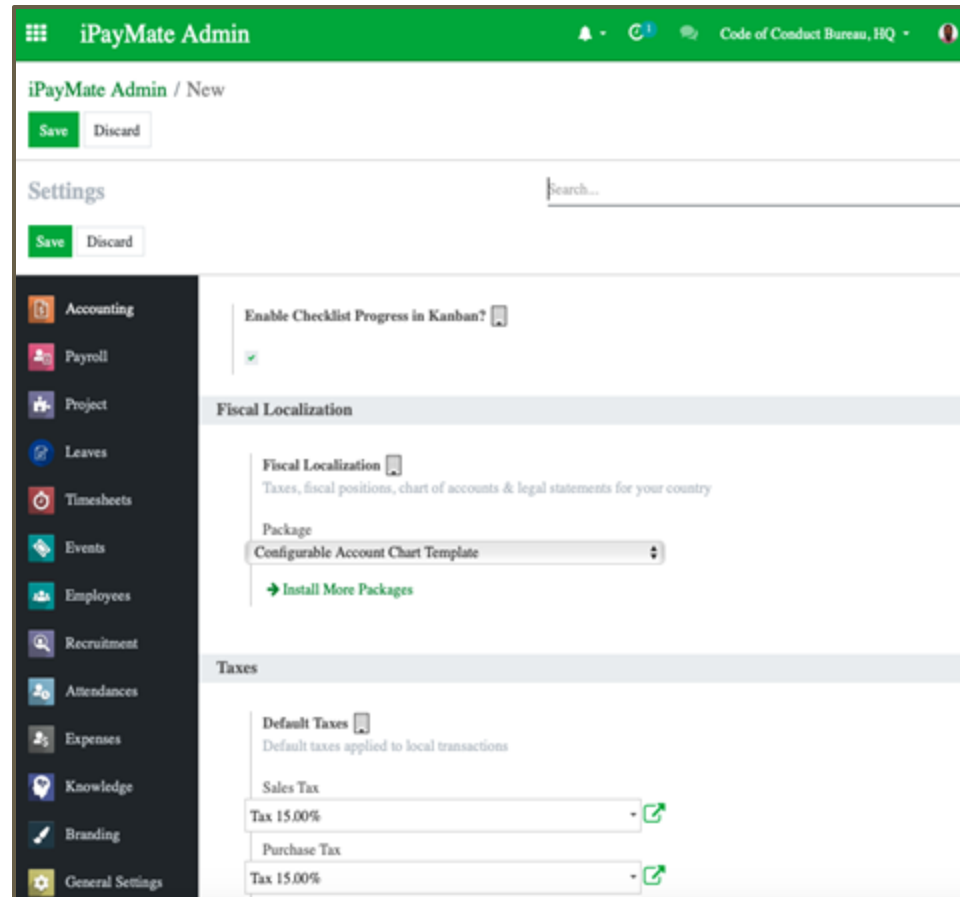 iPayMate Admin
1
Code of Conduct Bureau, HQ
iPayMate Admin / New
Save Discard
Settings
Search...
Save Discard
Accounting
Payroll
Project
Leaves
Timesheets
Events
Employees
Recruitment
Attendances
Expenses
Knowledge
Branding
General Settings
Enable Checklist Progress in Kanban?
Fiscal Localization
Fiscal Localization
Taxes, fiscal positions, chart of accounts & legal statements for your country
Package
Configurable Account Chart Template
Install More Packages
Taxes
Default Taxes
Default taxes applied to local transactions
Sales Tax
Tax 15.00%
Purchase Tax
Tax 15.00%